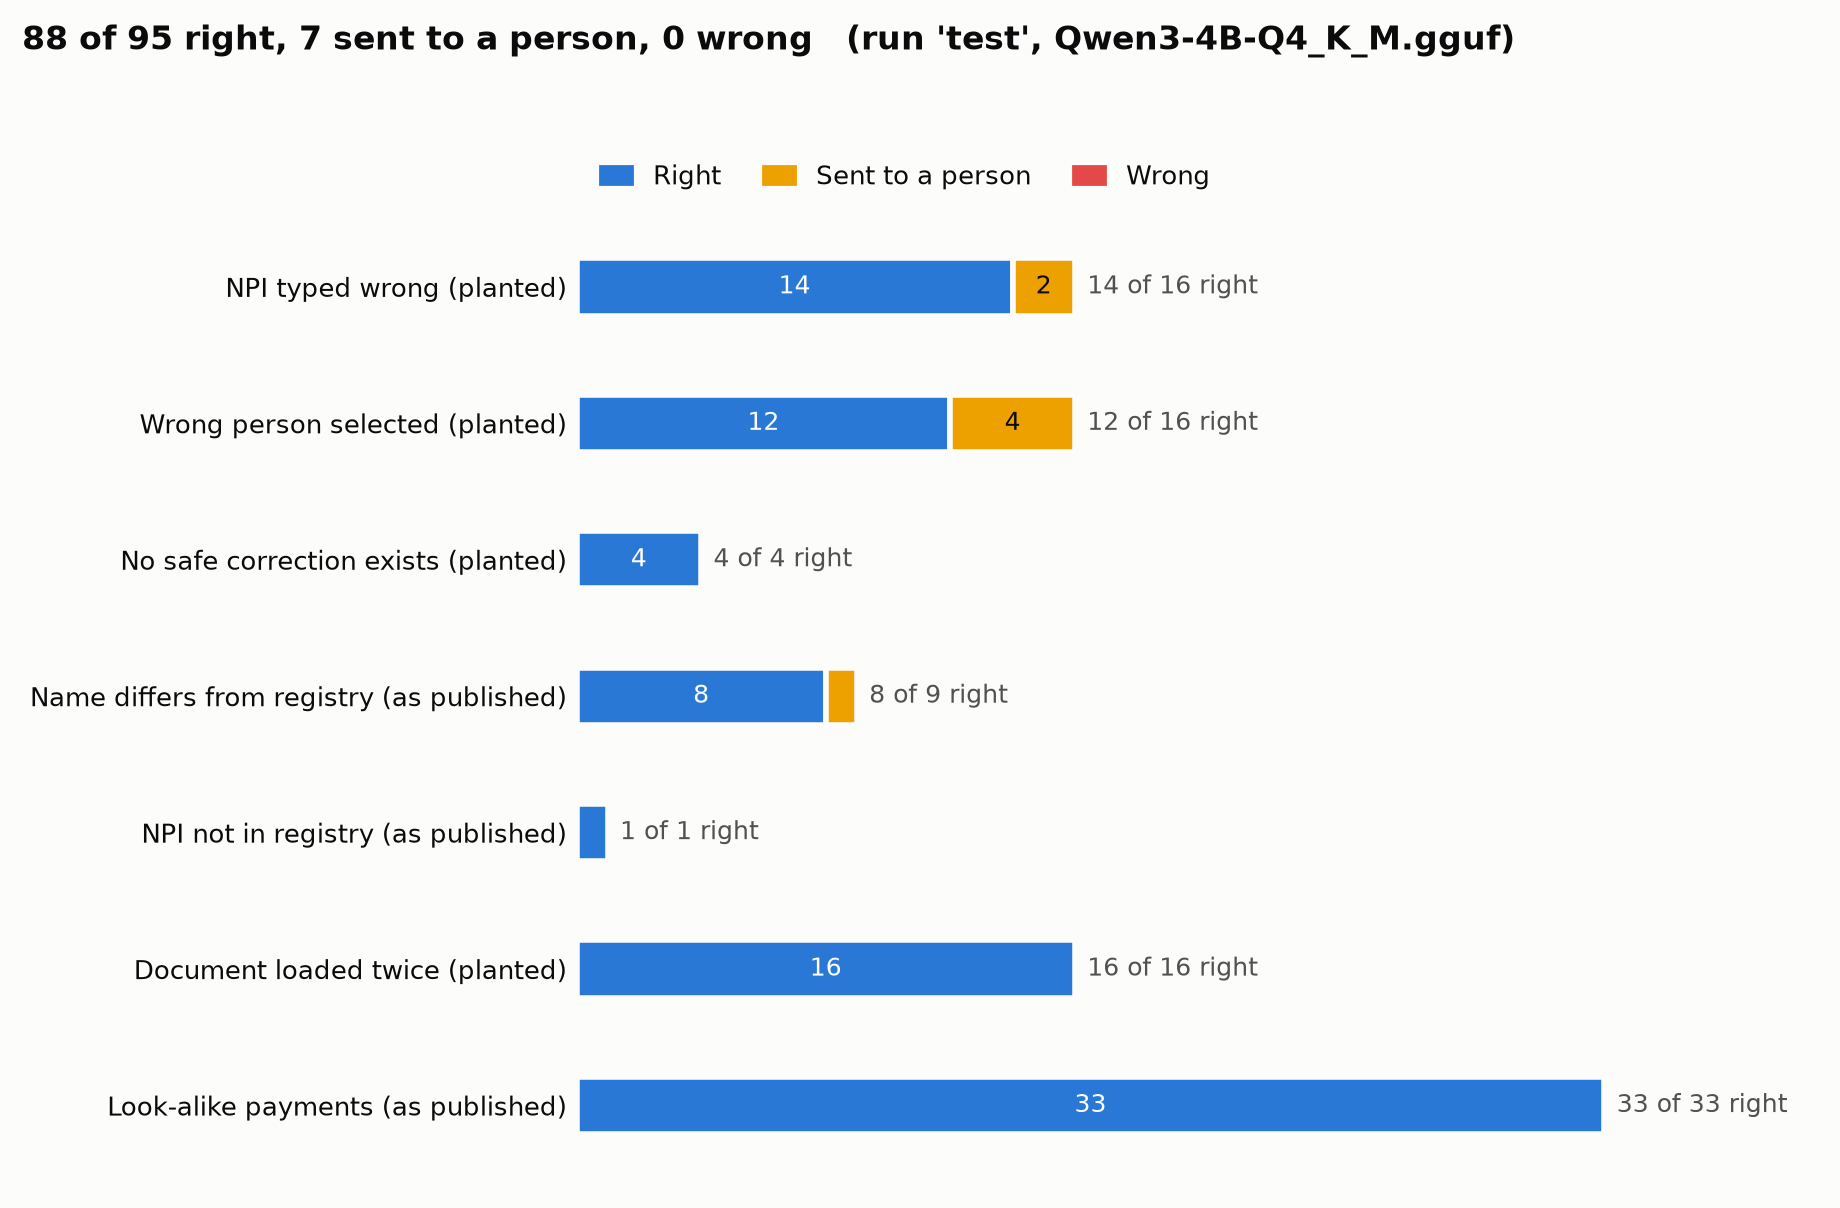 88 of 95 right, 7 sent to a person, 0 wrong (run 'test', Qwen3-4B-Q4_K_M.gguf)
Right Sent to a person Wrong
NPI typed wrong (planted) 14 2 14 of 16 right
Wrong person selected (planted) 12 4 12 of 16 right
No safe correction exists (planted) 4 4 of 4 right
Name differs from registry (as published) 8 8 of 9 right
NPI not in registry (as published) 1 of 1 right
Document loaded twice (planted) 16 16 of 16 right
Look-alike payments (as published) 33 33 of 33 right